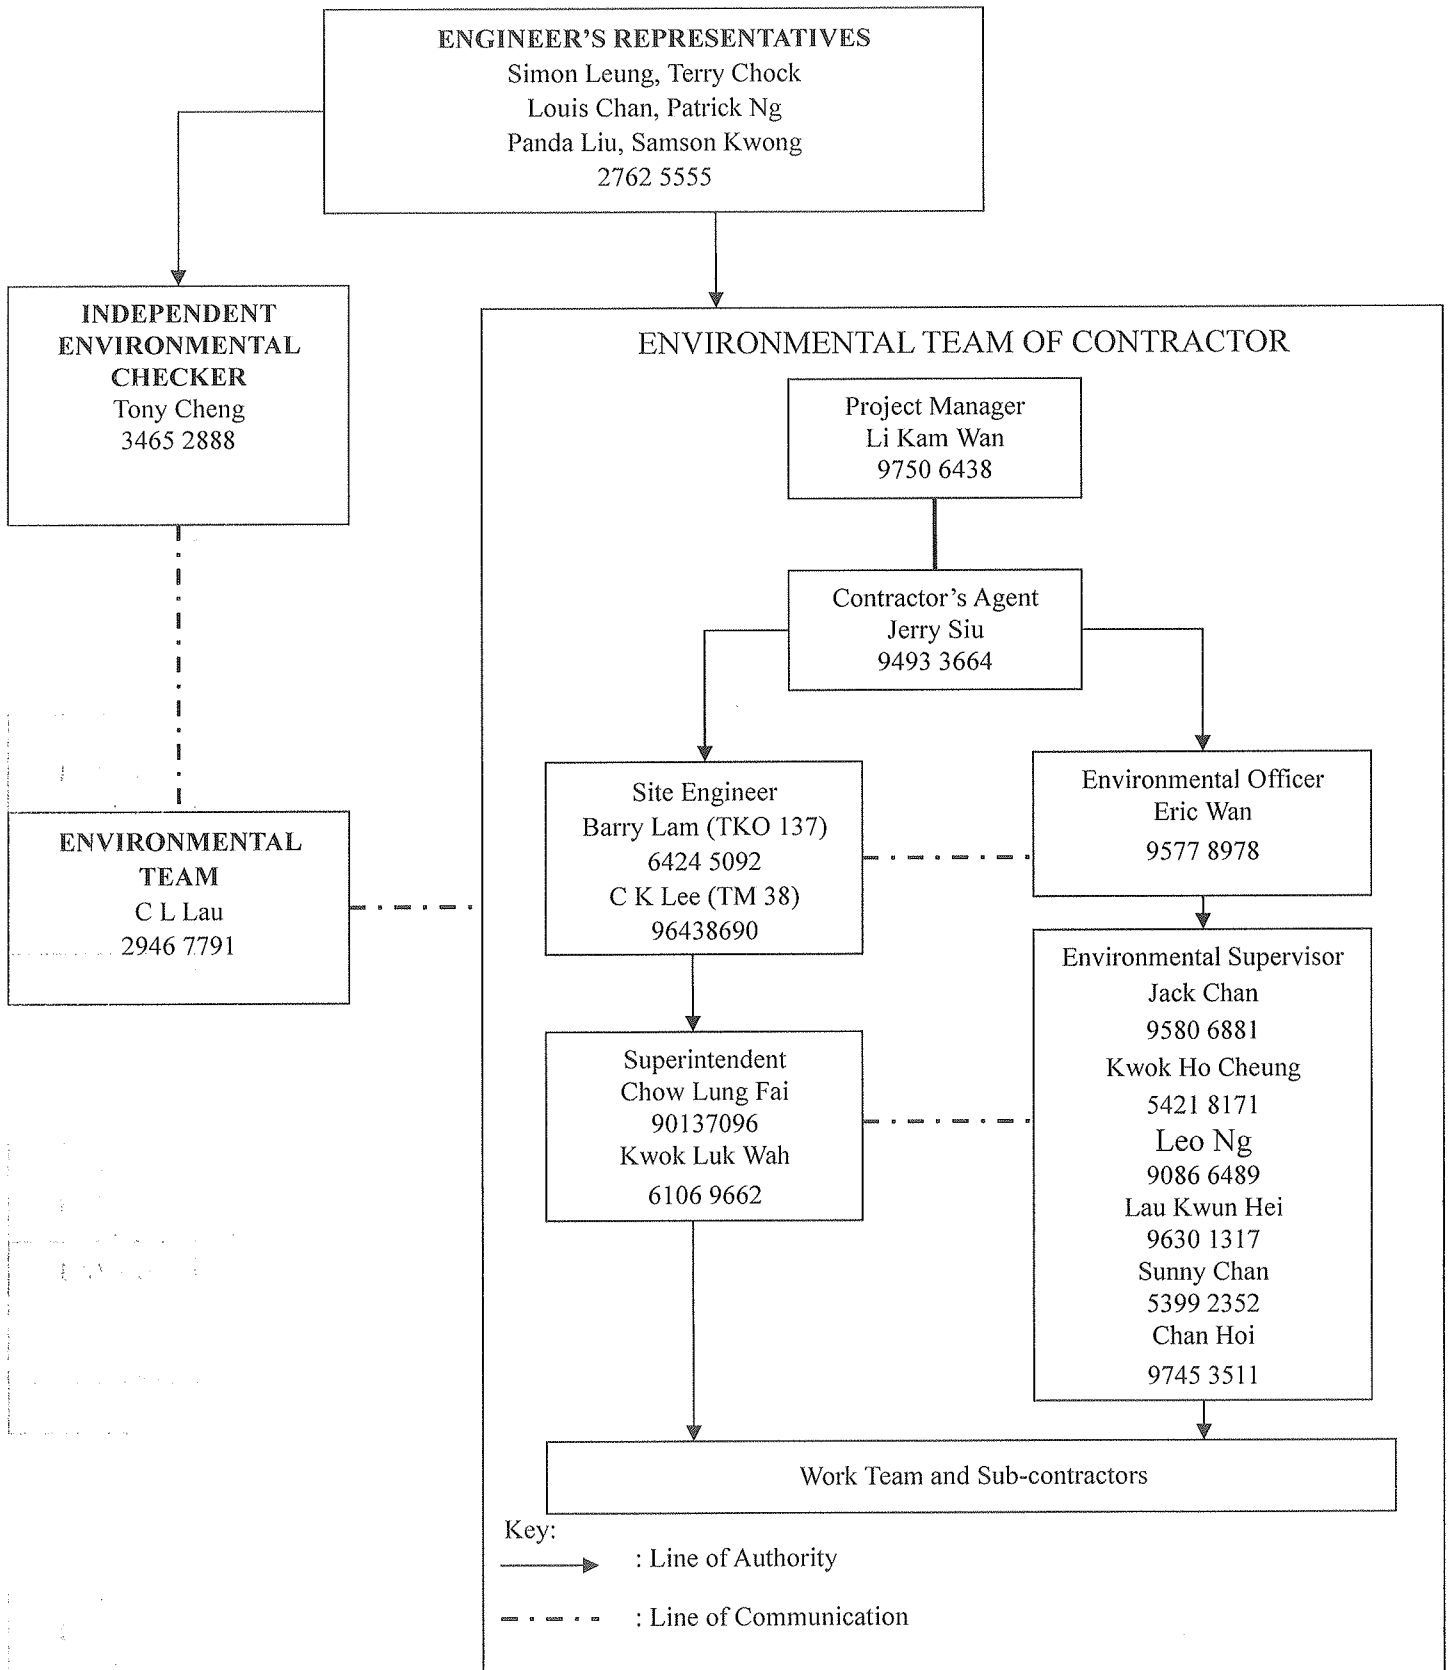 ENGINEER'S REPRESENTATIVES
Simon Leung, Terry Chock
Louis Chan, Patrick Ng
Panda Liu, Samson Kwong
2762 5555
INDEPENDENT
ENVIRONMENTAL
CHECKER
Tony Cheng
3465 2888
ENVIRONMENTAL
TEAM
C L Lau
2946 7791
ENVIRONMENTAL TEAM OF CONTRACTOR
Project Manager
Li Kam Wan
9750 6438
Contractor's Agent
Jerry Siu
9493 3664
Site Engineer
Barry Lam (TKO 137)
6424 5092
C K Lee (TM 38)
96438690
Environmental Officer
Eric Wan
9577 8978
Superintendent
Chow Lung Fai
90137096
Kwok Luk Wah
6106 9662
Environmental Supervisor
Jack Chan
9580 6881
Kwok Ho Cheung
5421 8171
Leo Ng
9086 6489
Lau Kwun Hei
9630 1317
Sunny Chan
5399 2352
Chan Hoi
9745 3511
Work Team and Sub-contractors
Key:
: Line of Authority
: Line of Communication